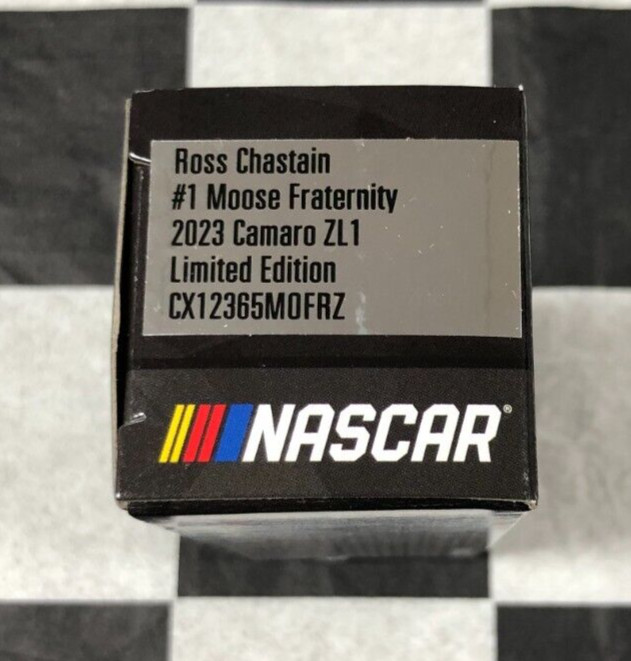 Ross Chastain
#1 Moose Fraternity
2023 Camaro ZL1
Limited Edition
CX12365MOFRZ
NASCAR®